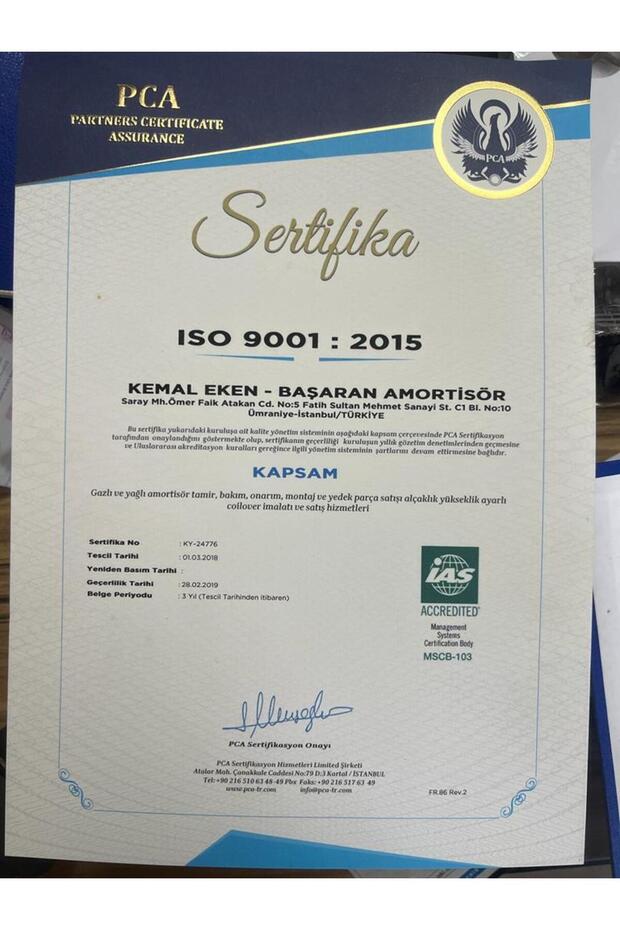 PCA
PARTNERS CERTIFICATE
ASSURANCE
PCA
Sertifika
ISO 9001 : 2015
KEMAL EKEN - BAŞARAN AMORTİSÖR
Saray Mh.Ömer Faik Atakan Cd. No:5 Fatih Sultan Mehmet Sanayi St. C1 Bl. No:10
Ümraniye-İstanbul/TÜRKİYE
Bu sertifika yukarıdaki kuruluşa ait kalite yönetim sisteminin aşağıdaki kapsam çerçevesinde PCA Sertifikasyon
tarafından onaylandığını göstermekte olup, sertifikanın geçerliliği kuruluşun yıllık gözetim denetimlerinden geçmesine
ve Uluslararası akreditasyon kuralları gereğince ilgili yönetim sisteminin şartlarını devam ettirmesine bağlıdır.
KAPSAM
Gazlı ve yağlı amortisör tamir, bakım, onarım, montaj ve yedek parça satışı alçaklık yükseklik ayarlı
coilover imalatı ve satış hizmetleri
Sertifika No : KY-24776
Tescil Tarihi : 01.03.2018
Yeniden Basım Tarihi :
Geçerlilik Tarihi : 28.02.2019
Belge Periyodu : 3 Yıl (Tescil Tarihinden itibaren)
IAS
ACCREDITED
Management
Systems
Certification Body
MSCB-103
PCA Sertifikasyon Onayı
PCA Sertifikasyon Hizmetleri Limited Şirketi
Atalar Mah. Çanakkale Caddesi No:79 D:3 Kartal / İSTANBUL
Tel:+90 216 510 63 48-49 Pbx Faks:+90 216 517 63 49
www.pca-tr.com info@pca-tr.com
FR.86 Rev.2